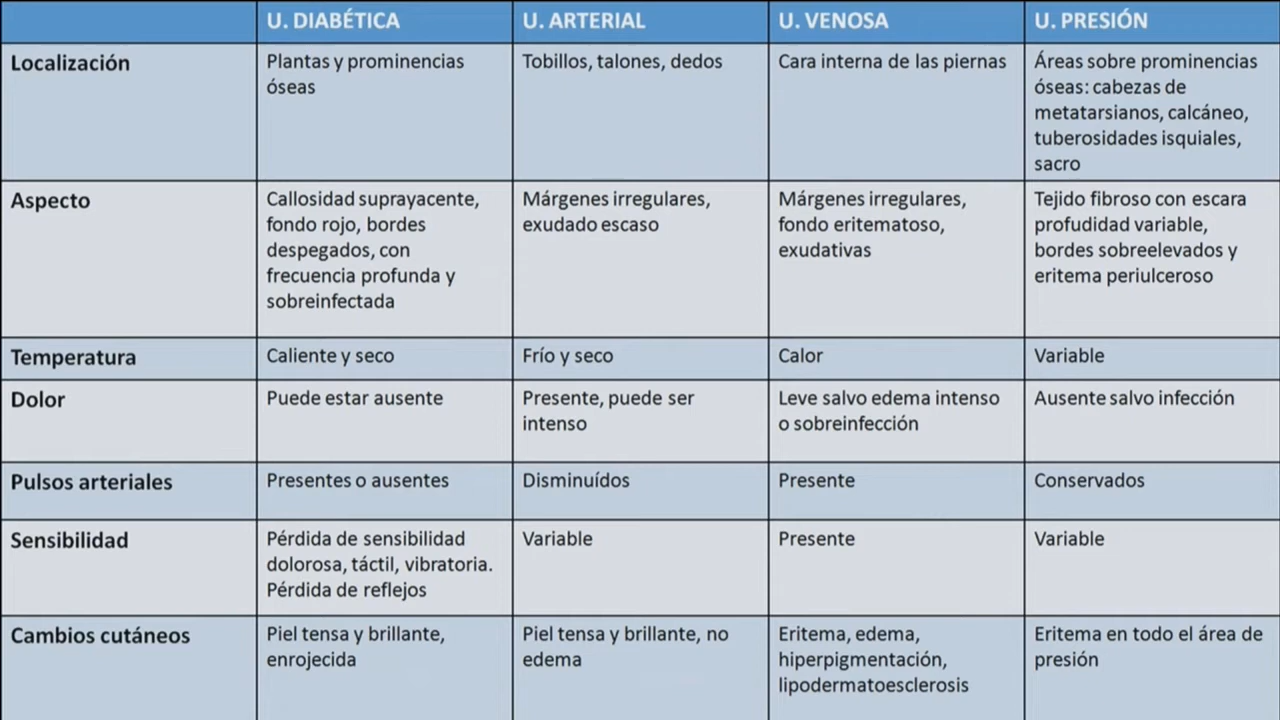 U. DIABÉTICA
U. ARTERIAL
U. VENOSA
U. PRESIÓN
Localización
Plantas y prominencias
óseas
Tobillos, talones, dedos
Cara interna de las piernas
Áreas sobre prominencias
óseas: cabezas de
metatarsianos, calcáneo,
tuberosidades isquiales,
sacro
Aspecto
Callosidad suprayacente,
fondo rojo, bordes
despegados, con
frecuencia profunda y
sobreinfectada
Márgenes irregulares,
exudado escaso
Márgenes irregulares,
fondo eritematoso,
exudativas
Tejido fibroso con escara
profudidad variable,
bordes sobreelevados y
eritema periulceroso
Temperatura
Caliente y seco
Frío y seco
Calor
Variable
Dolor
Puede estar ausente
Presente, puede ser
intenso
Leve salvo edema intenso
o sobreinfección
Ausente salvo infección
Pulsos arteriales
Presentes o ausentes
Disminuídos
Presente
Conservados
Sensibilidad
Pérdida de sensibilidad
dolorosa, táctil, vibratoria.
Pérdida de reflejos
Variable
Presente
Variable
Cambios cutáneos
Piel tensa y brillante,
enrojecida
Piel tensa y brillante, no
edema
Eritema, edema,
hiperpigmentación,
lipodermatoesclerosis
Eritema en todo el área de
presión